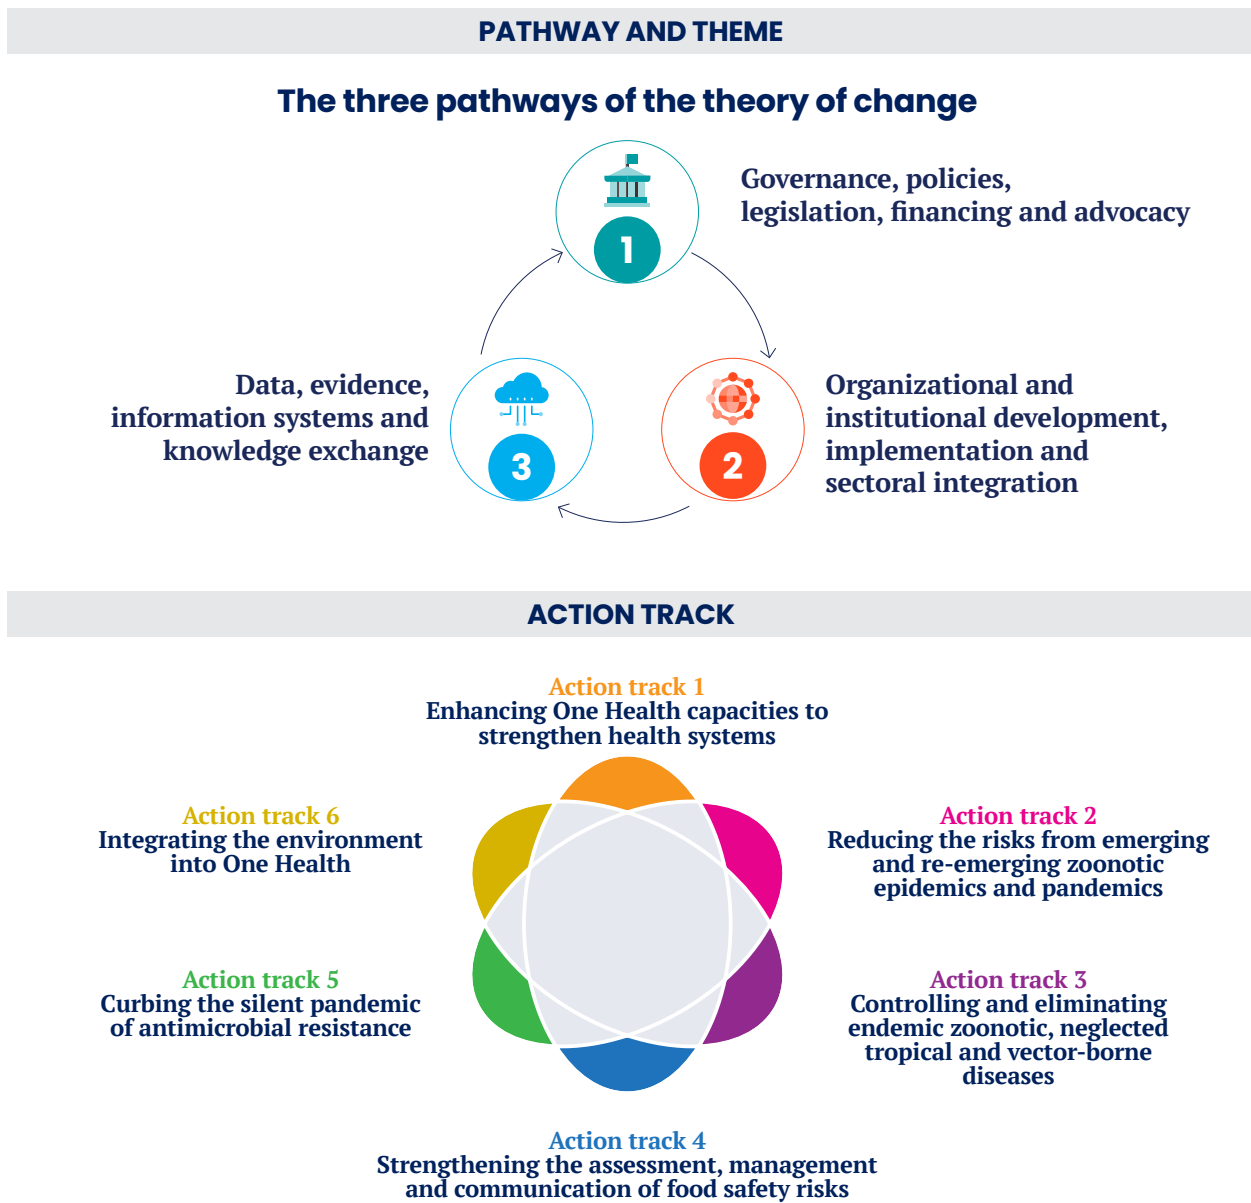 PATHWAY AND THEME
The three pathways of the theory of change
1
Governance, policies,
legislation, financing and advocacy
2
Organizational and
institutional development,
implementation and
sectoral integration
3
Data, evidence,
information systems and
knowledge exchange
ACTION TRACK
Action track 1
Enhancing One Health capacities to
strengthen health systems
Action track 2
Reducing the risks from emerging
and re-emerging zoonotic
epidemics and pandemics
Action track 3
Controlling and eliminating
endemic zoonotic, neglected
tropical and vector-borne
diseases
Action track 4
Strengthening the assessment, management
and communication of food safety risks
Action track 5
Curbing the silent pandemic
of antimicrobial resistance
Action track 6
Integrating the environment
into One Health